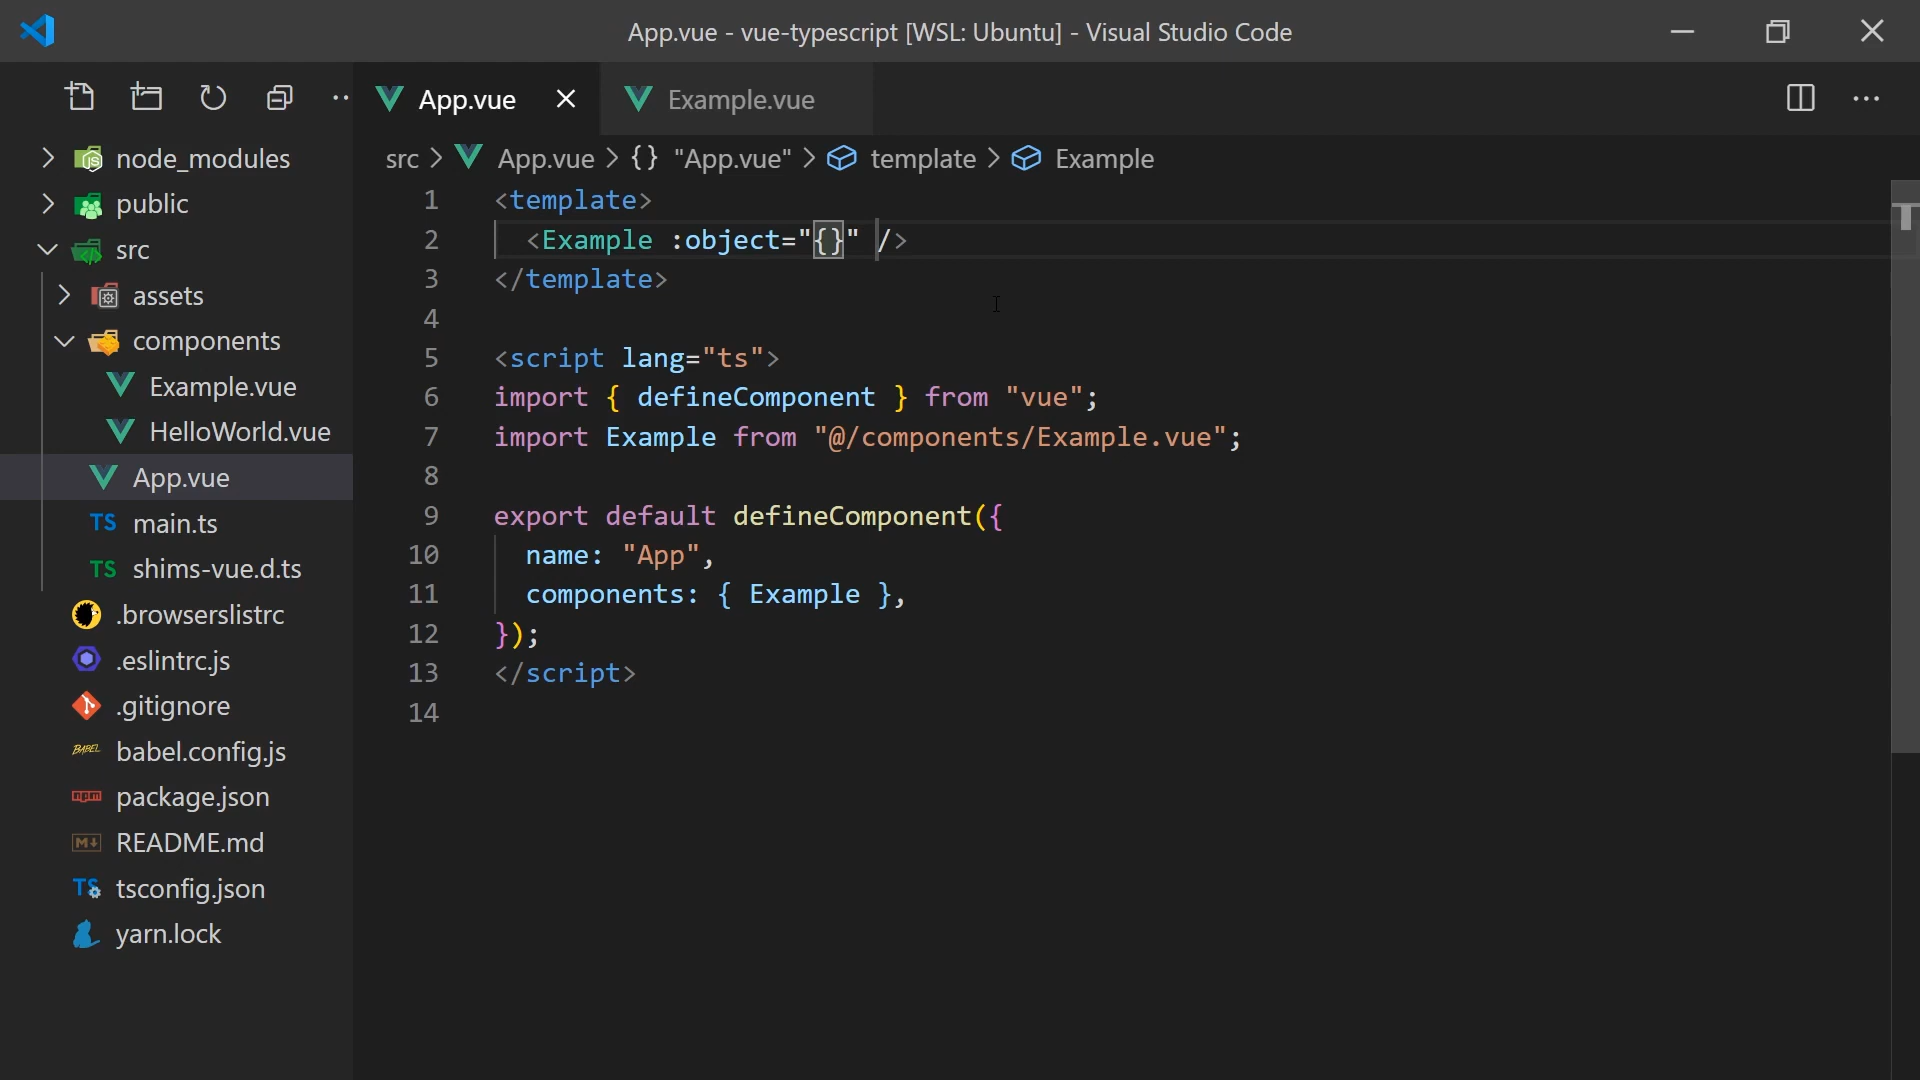 App.vue - vue-typescript [WSL: Ubuntu] - Visual Studio Code
App.vue
Example.vue
src > App.vue > {} "App.vue" > template > Example
node_modules
public
src
assets
components
Example.vue
HelloWorld.vue
App.vue
TS main.ts
TS shims-vue.d.ts
.browserslistrc
.eslintrc.js
.gitignore
BABEL babel.config.js
npm package.json
M↓ README.md
TS tsconfig.json
yarn.lock
1 <template>
2   <Example :object="{}" />
3 </template>
4
5 <script lang="ts">
6 import { defineComponent } from "vue";
7 import Example from "@/components/Example.vue";
8
9 export default defineComponent({
10   name: "App",
11   components: { Example },
12 });
13 </script>
14